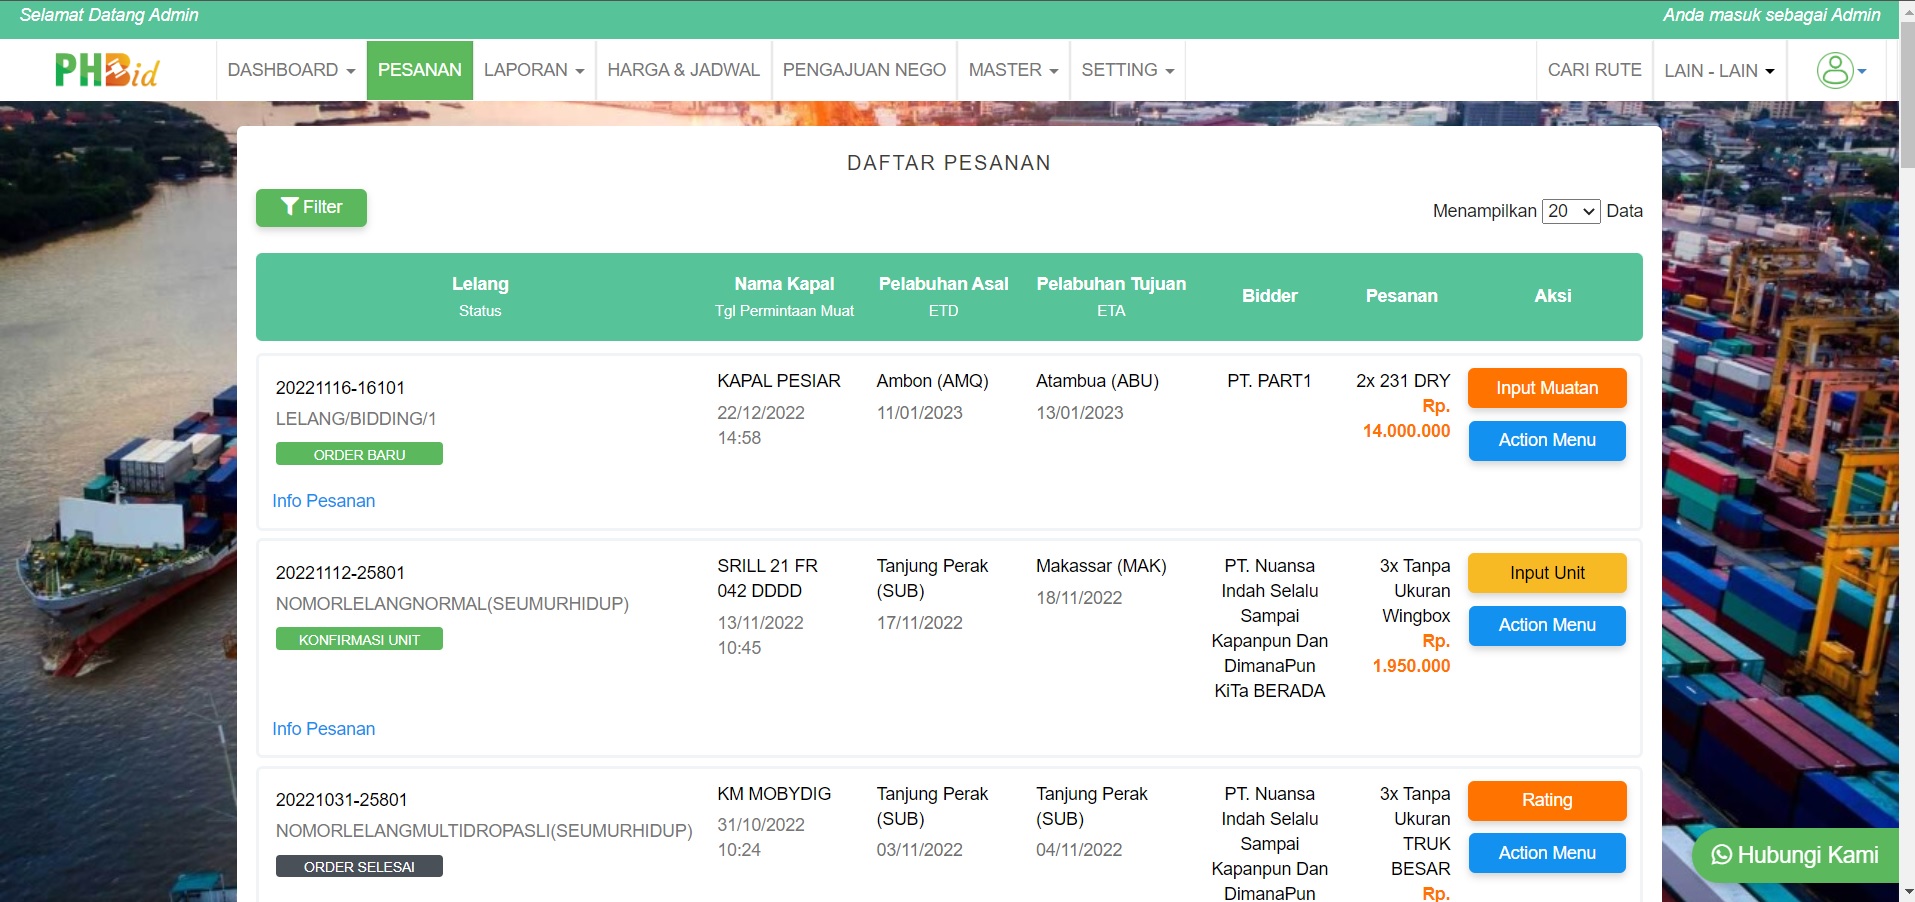 Selamat Datang Admin
Anda masuk sebagai Admin
PHBid
DASHBOARD
PESANAN
LAPORAN
HARGA & JADWAL
PENGAJUAN NEGO
MASTER
SETTING
CARI RUTE
LAIN - LAIN
DAFTAR PESANAN
Filter
Menampilkan 20 Data
Lelang
Status
Nama Kapal
Tgl Permintaan Muat
Pelabuhan Asal
ETD
Pelabuhan Tujuan
ETA
Bidder
Pesanan
Aksi
20221116-16101
LELANG/BIDDING/1
ORDER BARU
Info Pesanan
KAPAL PESIAR
22/12/2022
14:58
Ambon (AMQ)
11/01/2023
Atambua (ABU)
13/01/2023
PT. PART1
2x 231 DRY
Rp.
14.000.000
Input Muatan
Action Menu
20221112-25801
NOMORLELANGNORMAL(SEUMURHIDUP)
KONFIRMASI UNIT
Info Pesanan
SRILL 21 FR
042 DDDD
13/11/2022
10:45
Tanjung Perak
(SUB)
17/11/2022
Makassar (MAK)
18/11/2022
PT. Nuansa
Indah Selalu
Sampai
Kapanpun Dan
DimanaPun
KiTa BERADA
3x Tanpa
Ukuran
Wingbox
Rp.
1.950.000
Input Unit
Action Menu
20221031-25801
NOMORLELANGMULTIDROPASLI(SEUMURHIDUP)
ORDER SELESAI
KM MOBYDIG
31/10/2022
10:24
Tanjung Perak
(SUB)
03/11/2022
Tanjung Perak
(SUB)
04/11/2022
PT. Nuansa
Indah Selalu
Sampai
Kapanpun Dan
DimanaPun
3x Tanpa
Ukuran
TRUK
BESAR
Rp.
Rating
Action Menu
Hubungi Kami